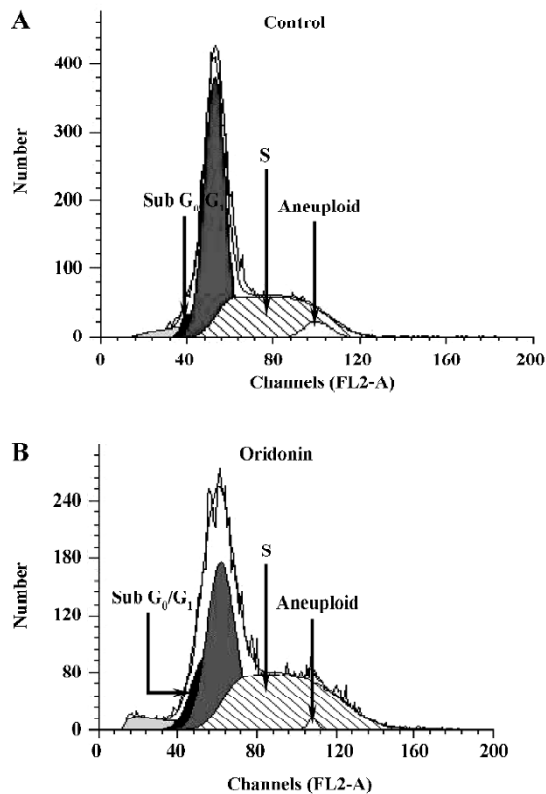 A
Control
400
300
200
100
0
Number
S
Sub G0/G1
Aneuploid
0 40 60 120 160 200
Channels (FL2-A)
B
Oridonin
240
180
120
80
0
Number
S
Sub G0/G1
Aneuploid
0 40 80 120 160 200
Channels (FL2-A)